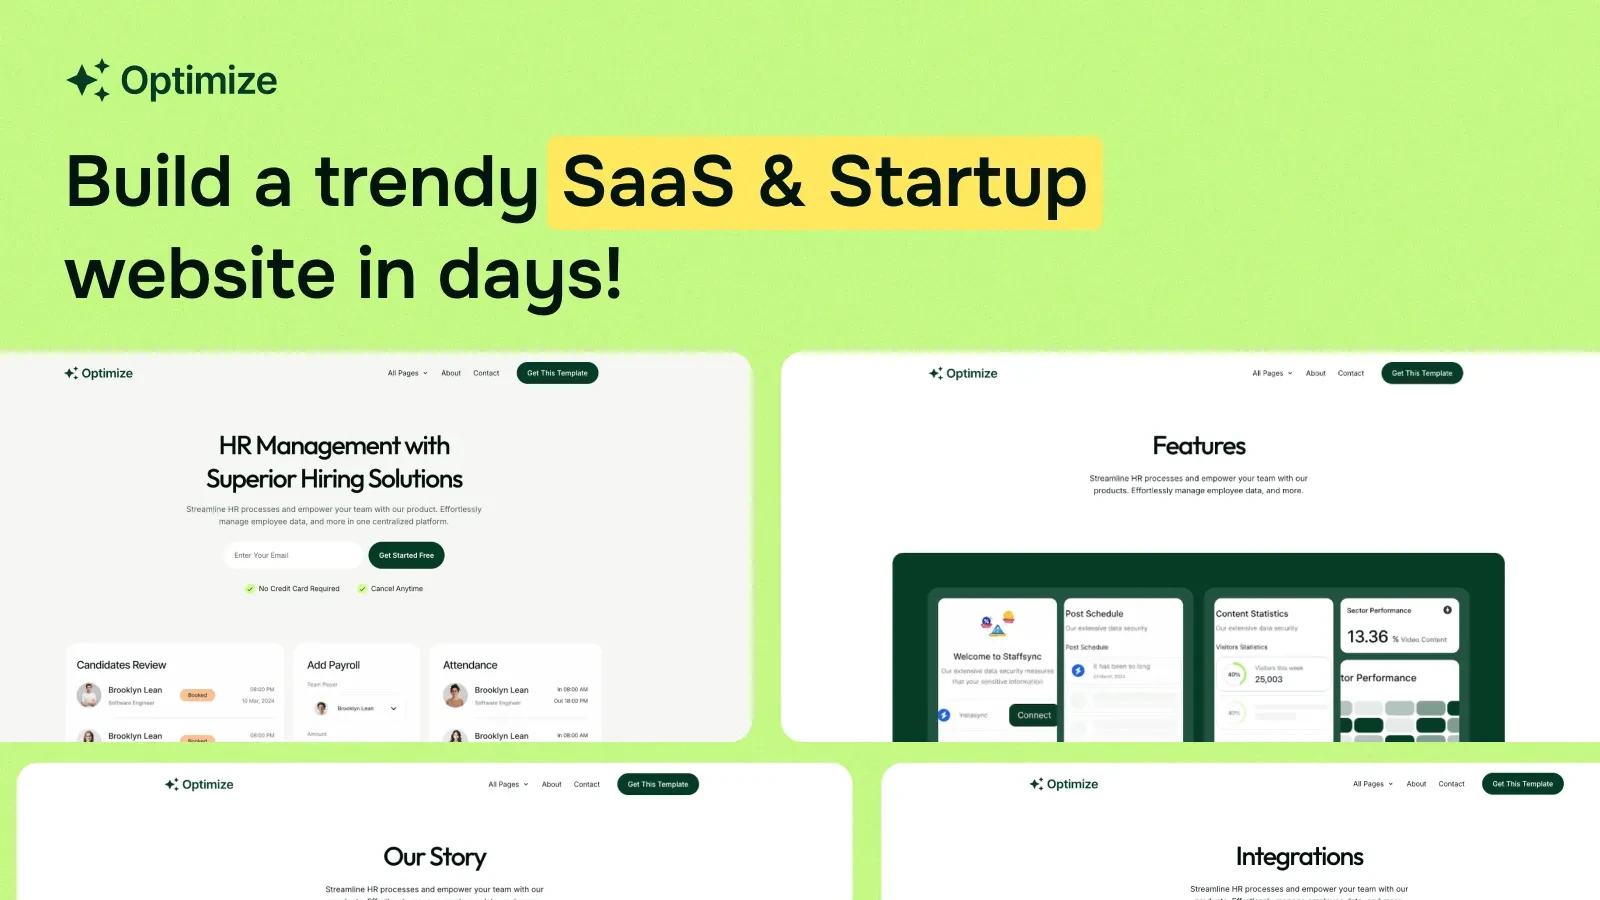 Optimize
Build a trendy SaaS & Startup
website in days!
Optimize
All Pages
About
Contact
Get This Template
HR Management with
Superior Hiring Solutions
Streamline HR processes and empower your team with our product. Effortlessly
manage employee data, and more in one centralized platform.
Enter Your Email
Get Started Free
No Credit Card Required
Cancel Anytime
Candidates Review
Brooklyn Lean
Software Engineer
Booked
08:00 PM
10 Mar, 2024
Brooklyn Lean
Booked
08:00 PM
Add Payroll
Team Player
Brooklyn Lean
Amount
Attendance
Brooklyn Lean
Software Engineer
In 08:00 AM
Out 18:00 PM
Brooklyn Lean
In 08:00 AM
Optimize
All Pages
About
Contact
Get This Template
Features
Streamline HR processes and empower your team with our
products. Effortlessly manage employee data, and more.
Welcome to Staffsync
Our extensive data security measures
that your sensitive information
Instasync
Connect
Post Schedule
Our extensive data security
Post Schedule
It has been so long
Content Statistics
Our extensive data security
Visitors Statistics
40%
Visitors this week
25,003
40%
Sector Performance
13.36 % Video Content
tor Performance
Optimize
All Pages
About
Contact
Get This Template
Our Story
Streamline HR processes and empower your team with our
Optimize
All Pages
About
Contact
Get This Template
Integrations
Streamline HR processes and empower your team with our